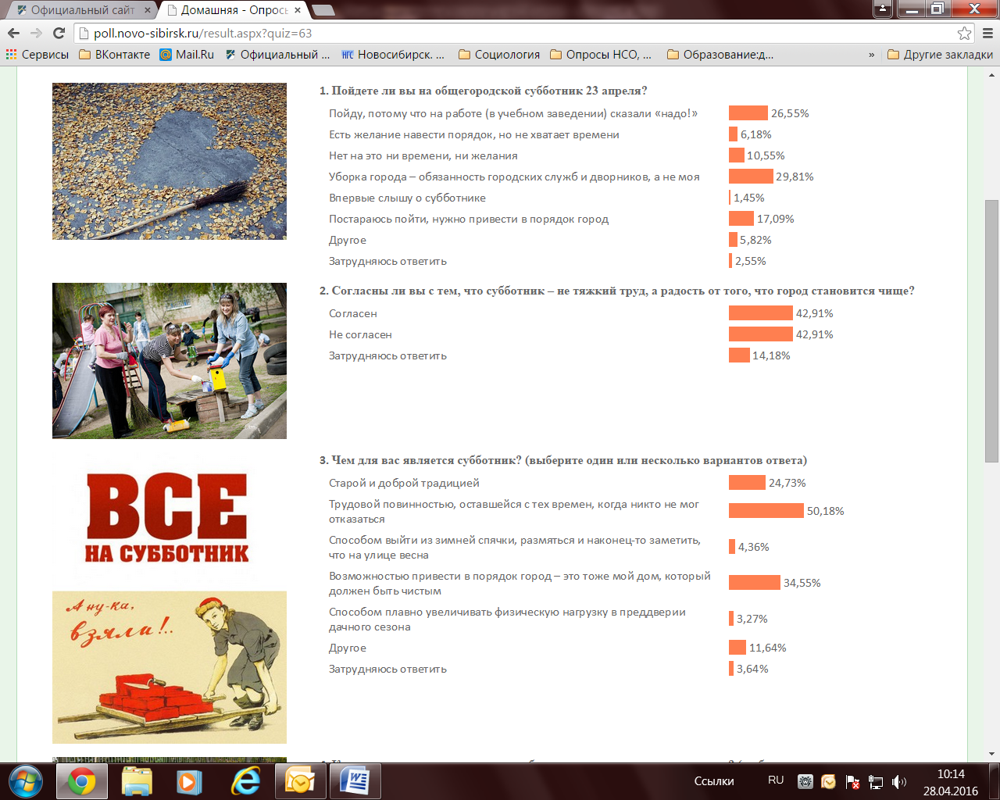 Официальный сайт
Домашняя - Опрось
poll.novo-sibirsk.ru/result.aspx?quiz=63
Сервисы
ВКонтакте
Mail.Ru
Официальный ...
НГС Новосибирск. ...
Социология
Опросы НСО, ...
Образование:д...
»
Другие закладки
1. Пойдете ли вы на общегородской субботник 23 апреля?
Пойду, потому что на работе (в учебном заведении) сказали «надо!» 26,55%
Есть желание навести порядок, но не хватает времени 6,18%
Нет на это ни времени, ни желания 10,55%
Уборка города – обязанность городских служб и дворников, а не моя 29,81%
Впервые слышу о субботнике 1,45%
Постараюсь пойти, нужно привести в порядок город 17,09%
Другое 5,82%
Затрудняюсь ответить 2,55%
2. Согласны ли вы с тем, что субботник – не тяжкий труд, а радость от того, что город становится чище?
Согласен 42,91%
Не согласен 42,91%
Затрудняюсь ответить 14,18%
ВСЕ
НА СУББОТНИК
А ну-ка,
взяли!..
3. Чем для вас является субботник? (выберите один или несколько вариантов ответа)
Старой и доброй традицией 24,73%
Трудовой повинностью, оставшейся с тех времен, когда никто не мог
отказаться 50,18%
Способом выйти из зимней спячки, размяться и наконец-то заметить,
что на улице весна 4,36%
Возможностью привести в порядок город – это тоже мой дом, который
должен быть чистым 34,55%
Способом плавно увеличивать физическую нагрузку в преддверии
дачного сезона 3,27%
Другое 11,64%
Затрудняюсь ответить 3,64%
Ссылки
RU
10:14
28.04.2016